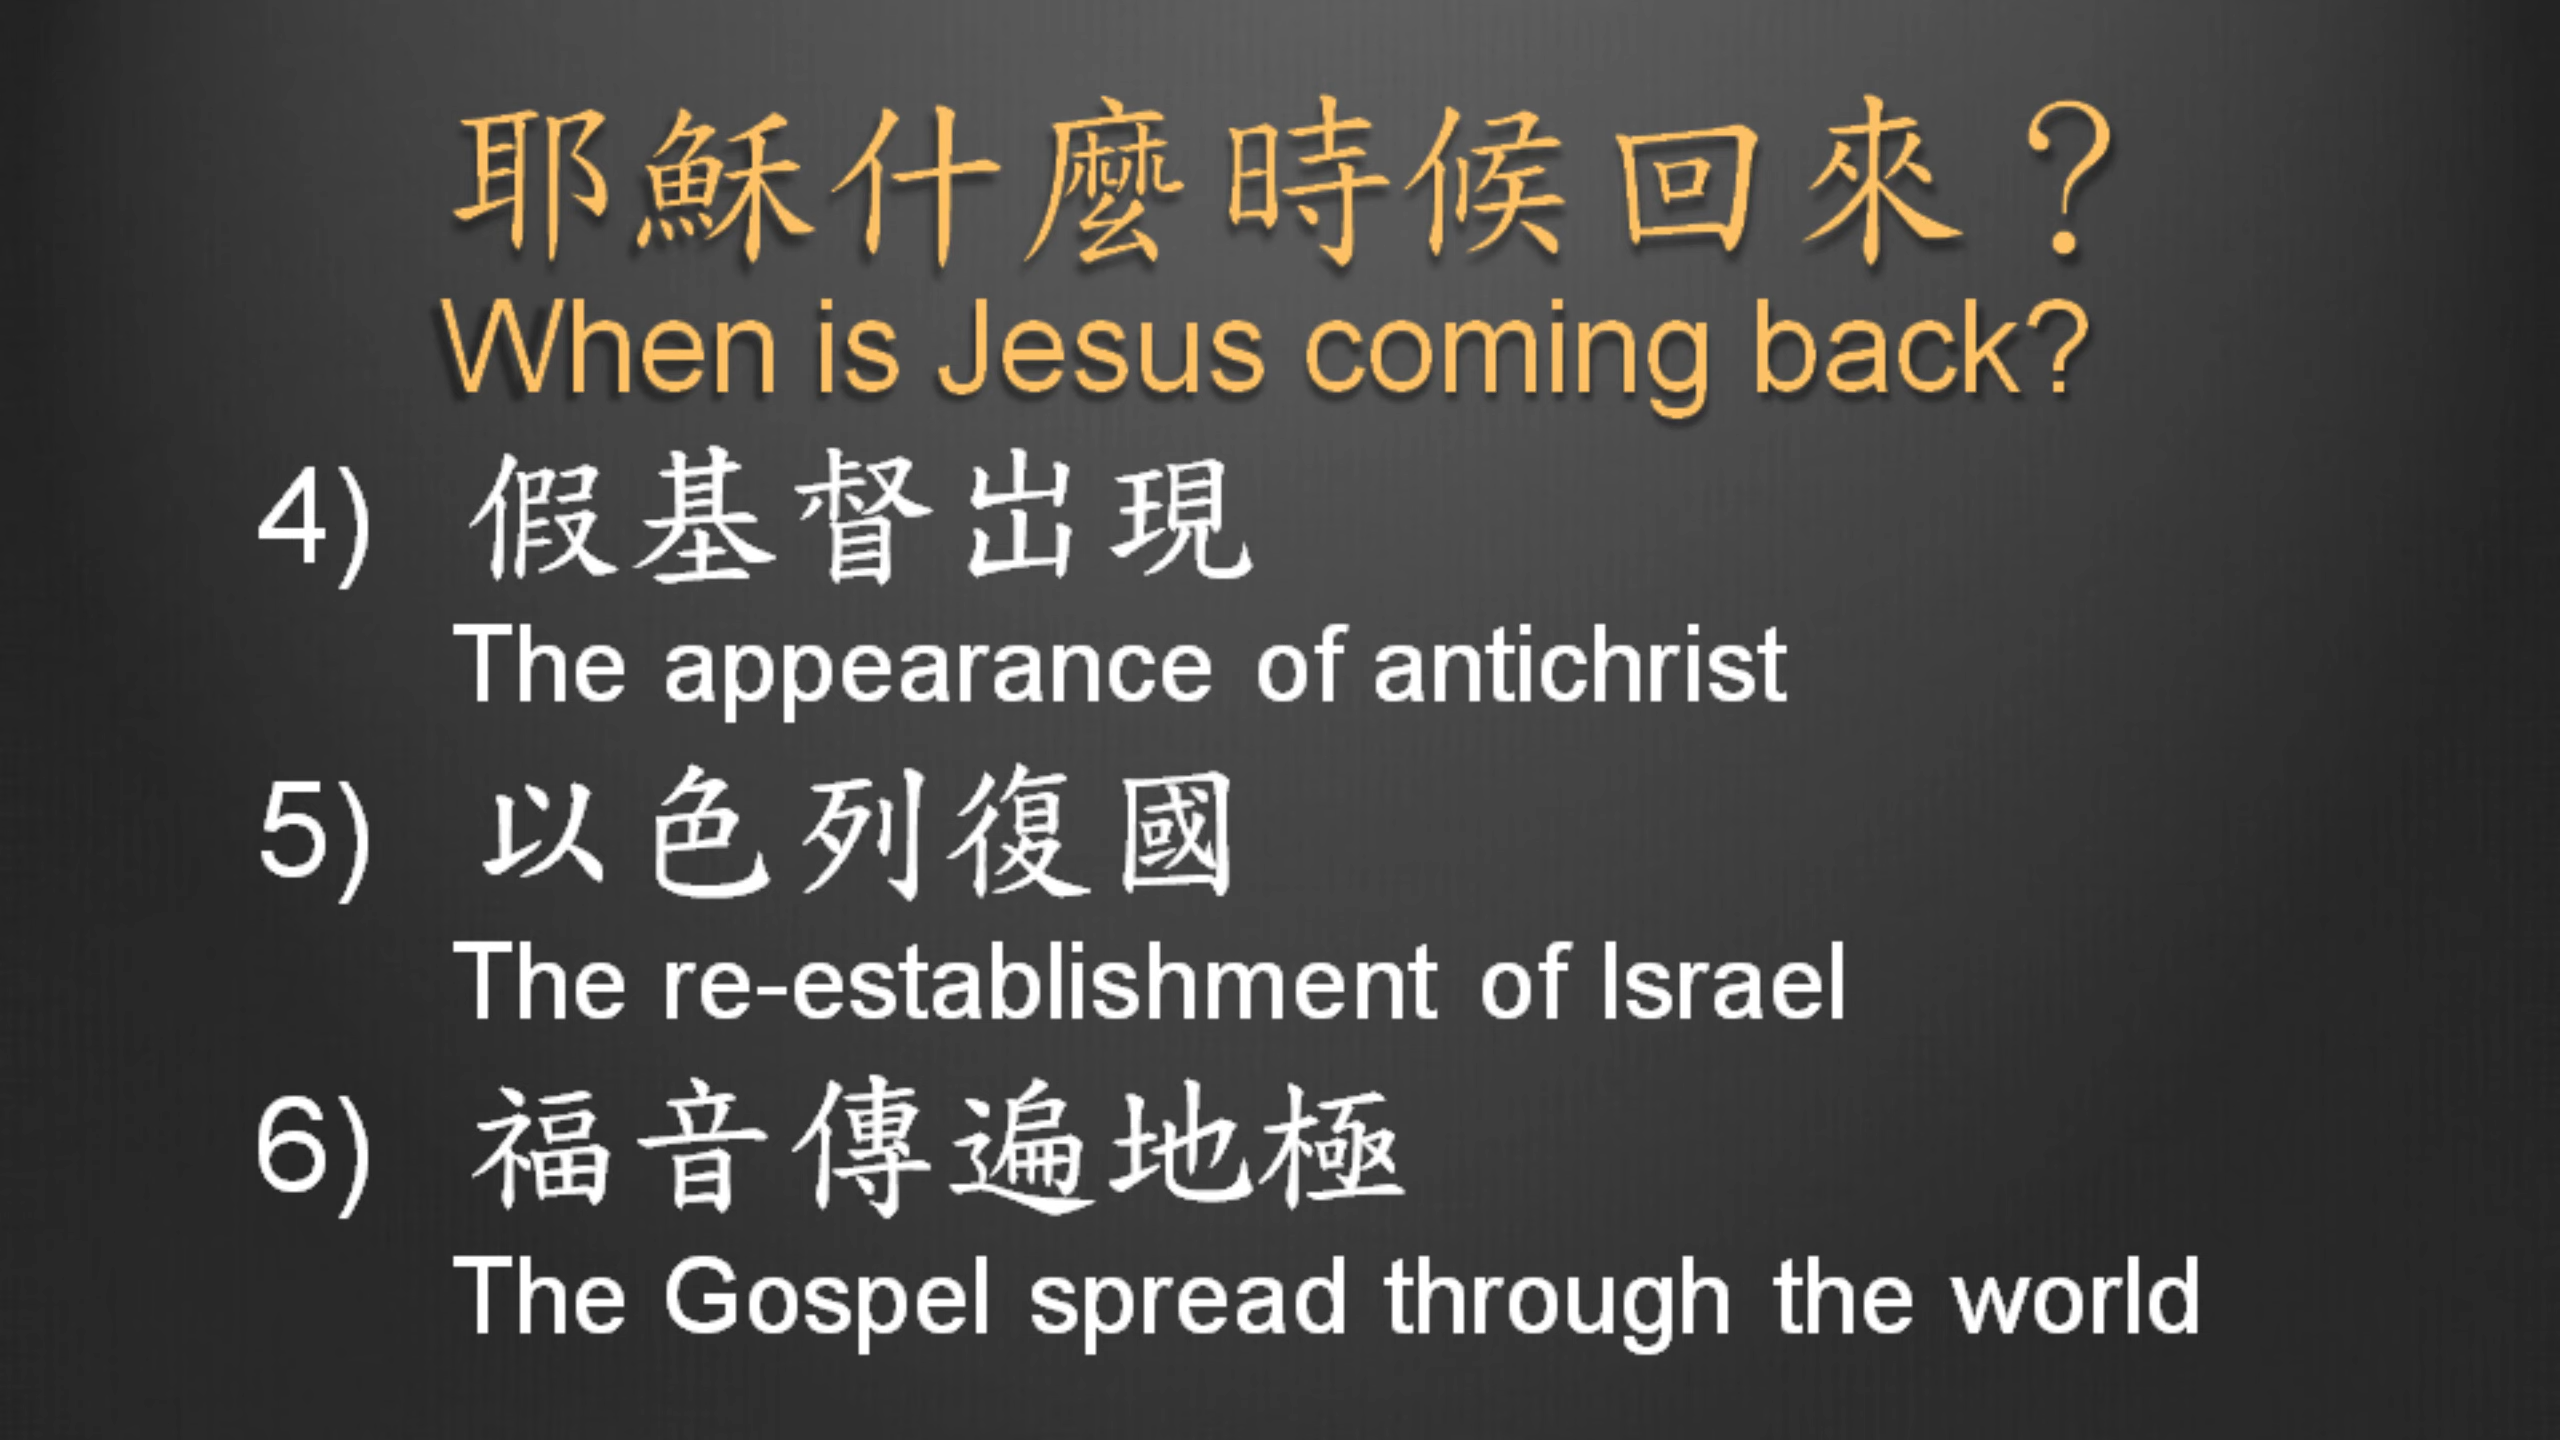 耶穌什麼時候回來？
When is Jesus coming back?
4) 假基督出現
The appearance of antichrist
5) 以色列復國
The re-establishment of Israel
6) 福音傳遍地極
The Gospel spread through the world